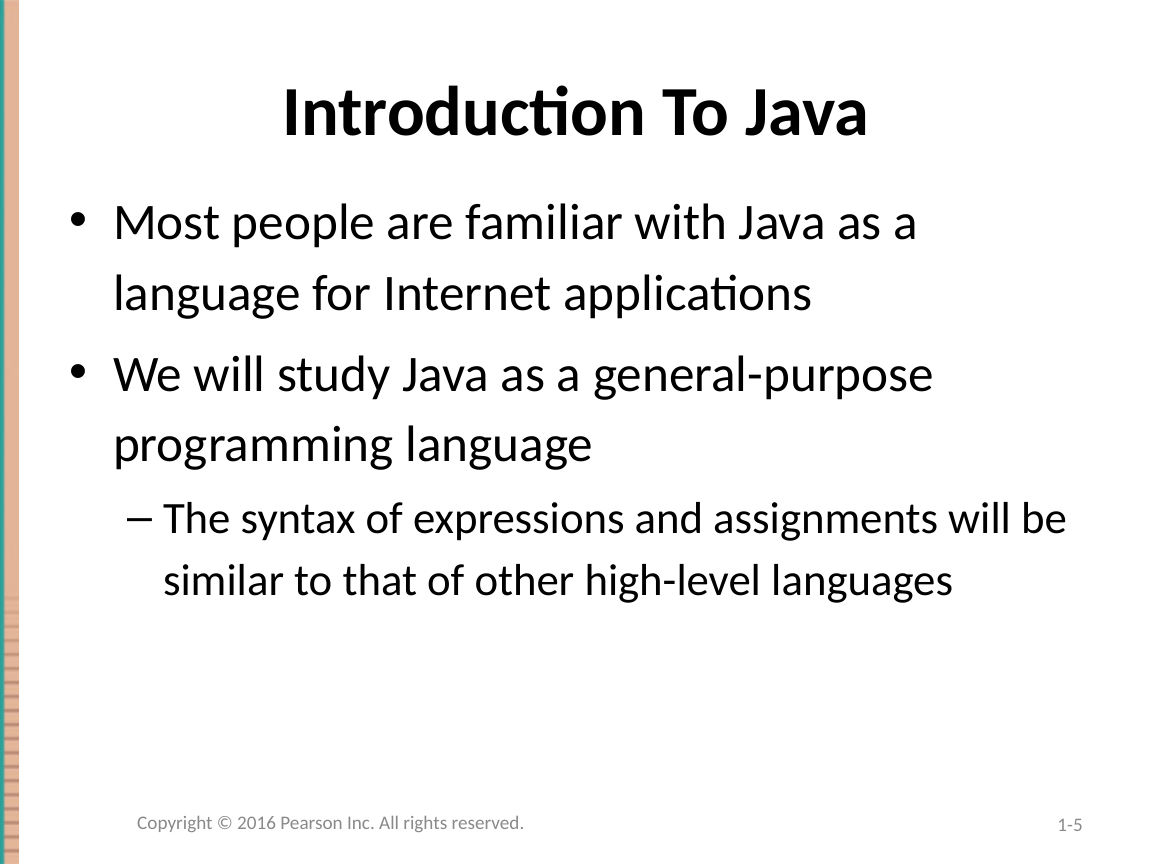 Introduction To Java
• Most people are familiar with Java as a
language for Internet applications
• We will study Java as a general-purpose
programming language
– The syntax of expressions and assignments will be
similar to that of other high-level languages
Copyright © 2016 Pearson Inc. All rights reserved.
1-5